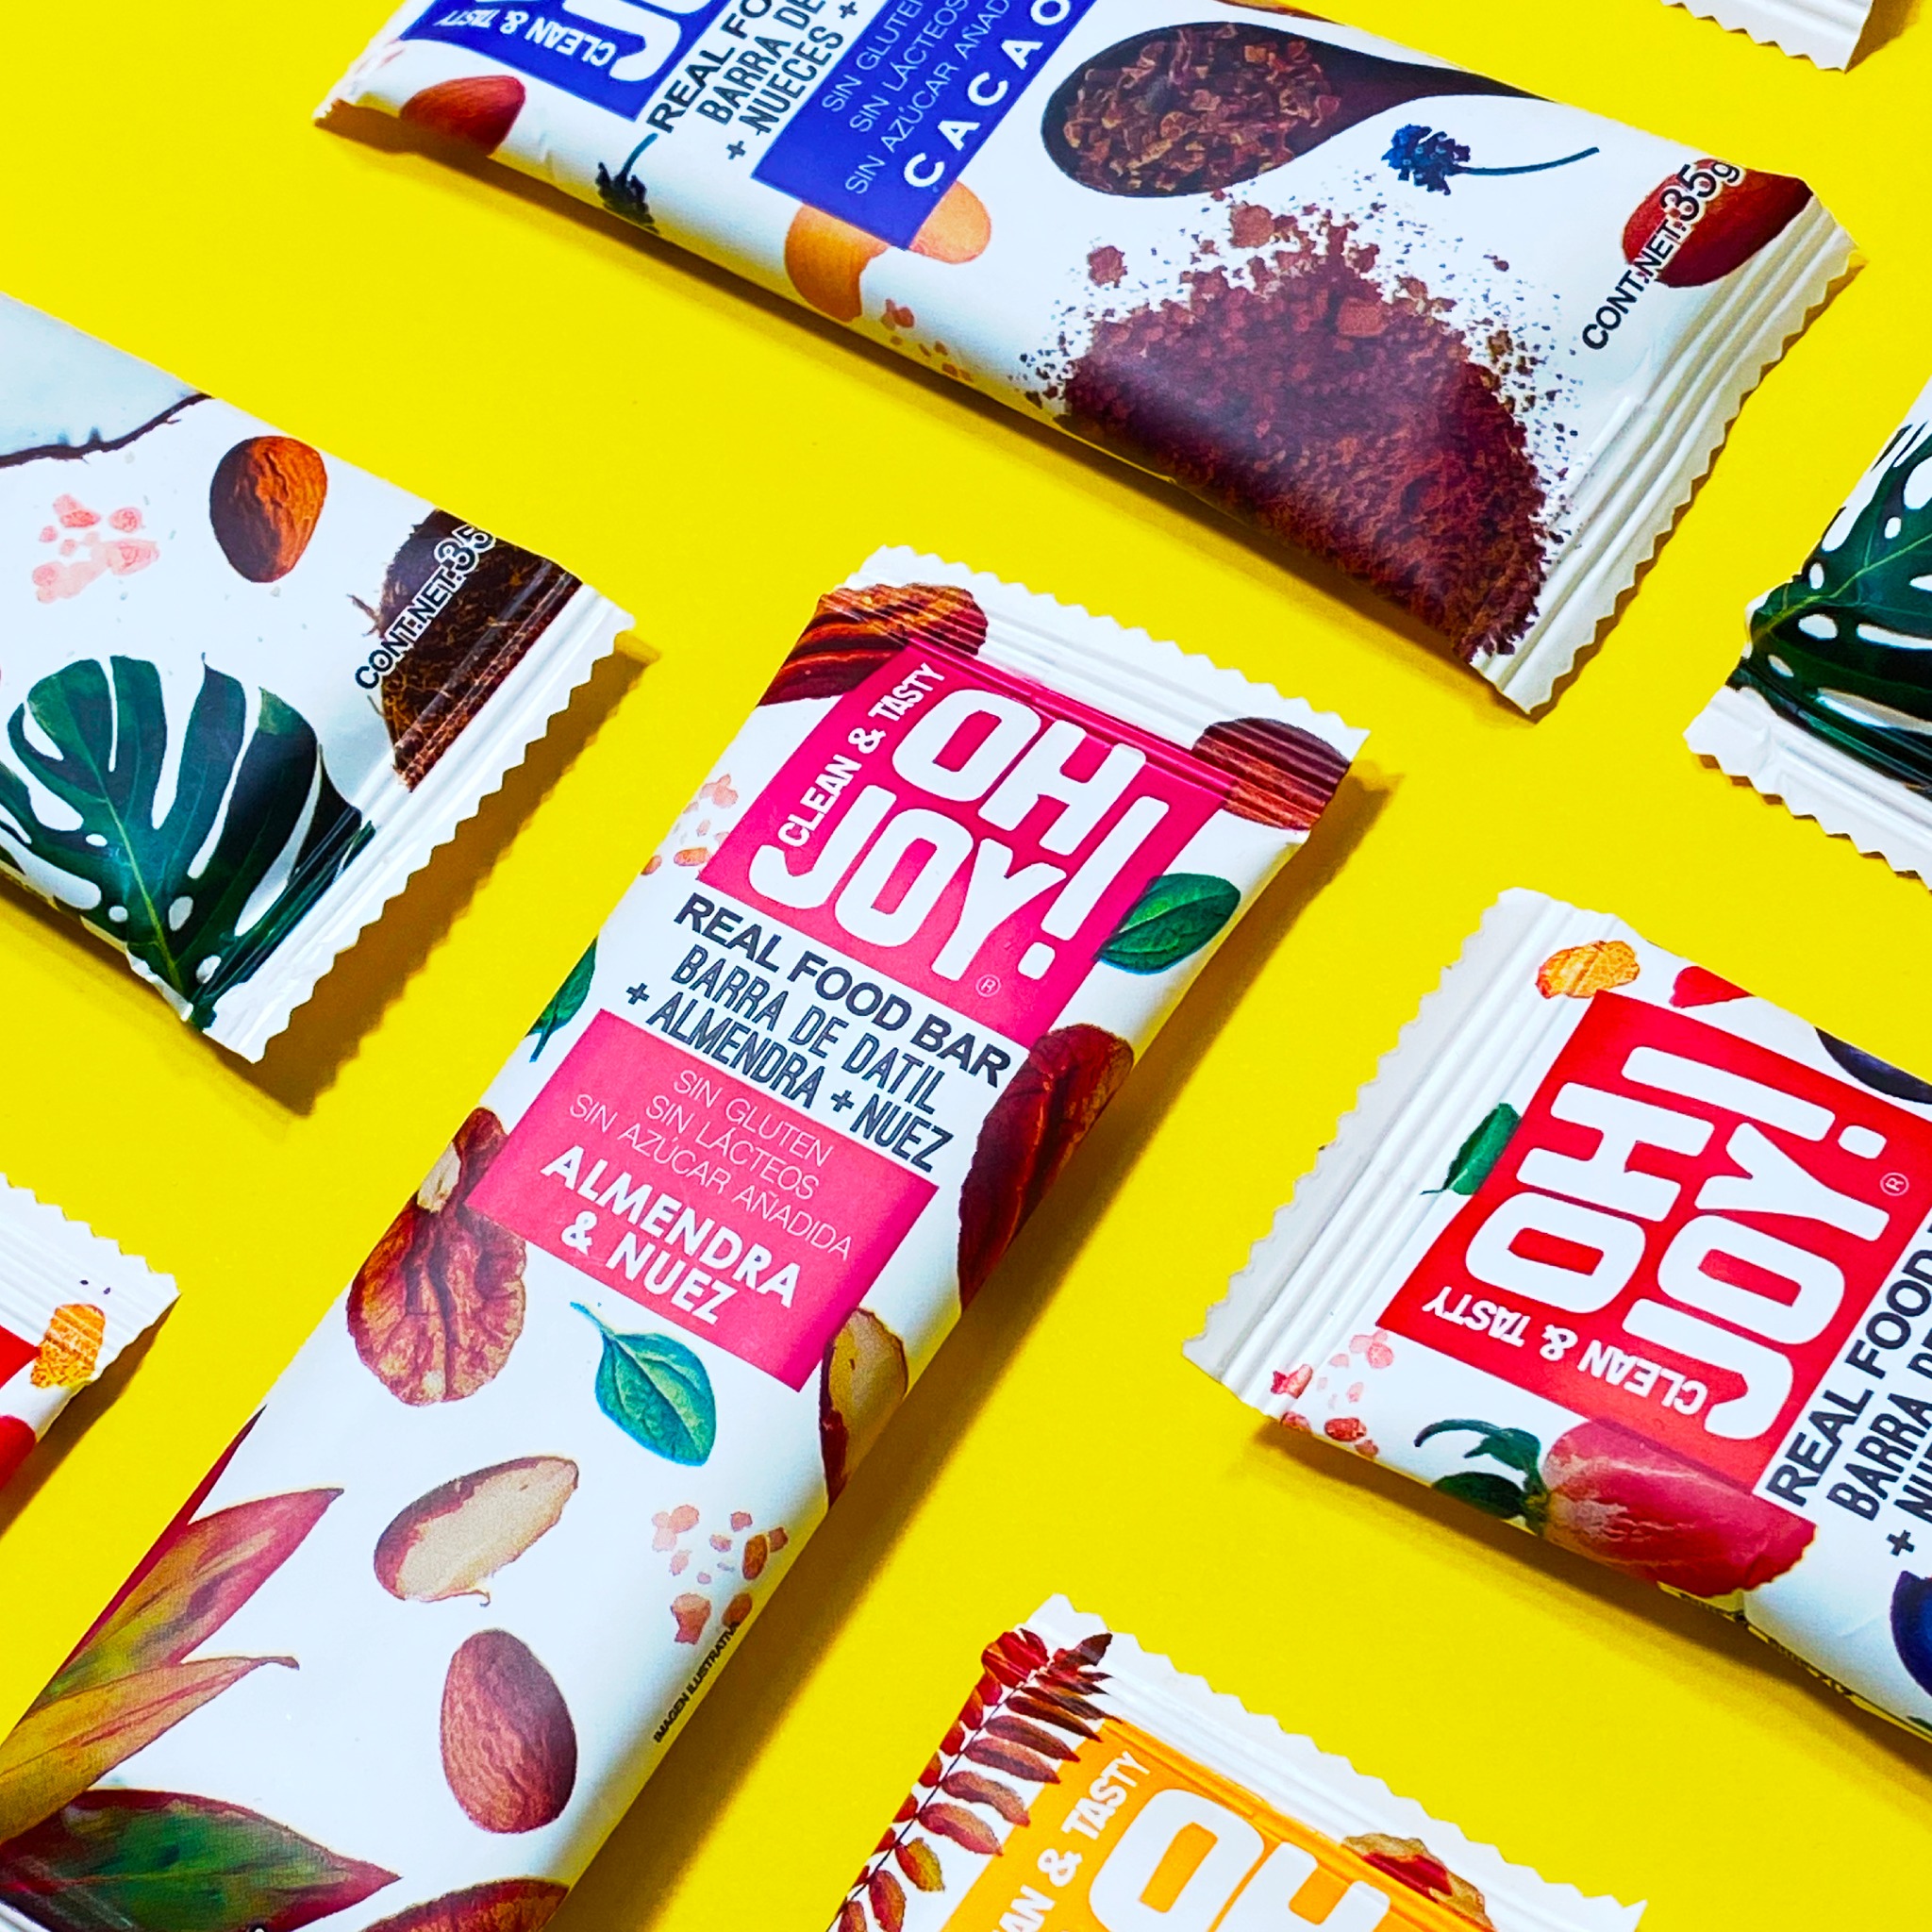 CLEAN & TASTY
REAL FO
BARRA DE
+ NUECES +
SIN GLUTEN
SIN LÁCTEOS
SIN AZÚCAR AÑAD
CACAO
CONT.NET.35g
CONT.NET.35
CLEAN & TASTY
OH!
JOY!
®
REAL FOOD BAR
BARRA DE DATIL
+ ALMENDRA + NUEZ
SIN GLUTEN
SIN LÁCTEOS
SIN AZÚCAR AÑADIDA
ALMENDRA
& NUEZ
IMAGEN ILUSTRATIVA
OH!
JOY!
®
CLEAN & TASTY
REAL FOOD
BARRA DE
+ NU
AN & TASTY
OH